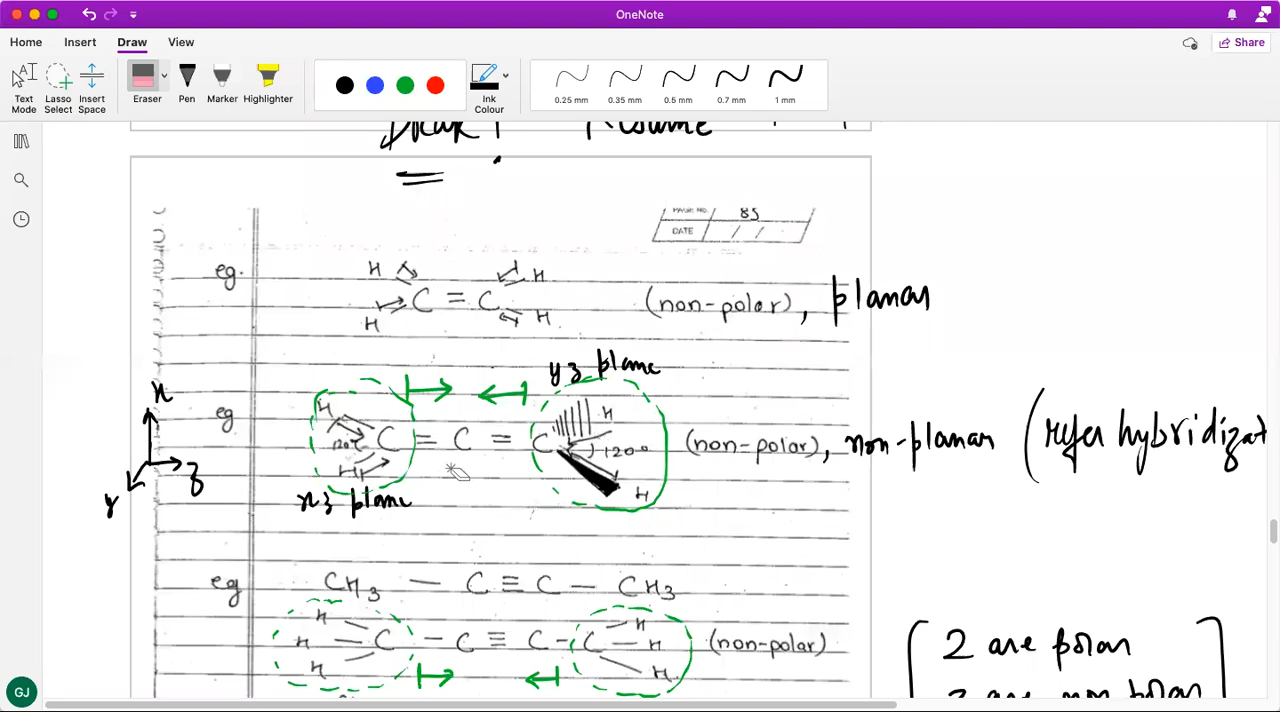 OneNote
Home Insert Draw View
Share
Text Mode
Lasso Select
Insert Space
Eraser
Pen
Marker
Highlighter
Ink Colour
0.25 mm
0.35 mm
0.5 mm
0.7 mm
1 mm
Resume
PAGE NO. 85
DATE / /
eg. H H
C = C (non-polar), planar
H H
yz plane
x
eg H H
120° C = C = C 120° (non-polar), non-planar (refer hybridizat
H H
y z
xz plane
eg CH3 — C ≡ C — CH3
H H
H — C — C ≡ C — C — H (non-polar)
H H
2 are polar
GJ